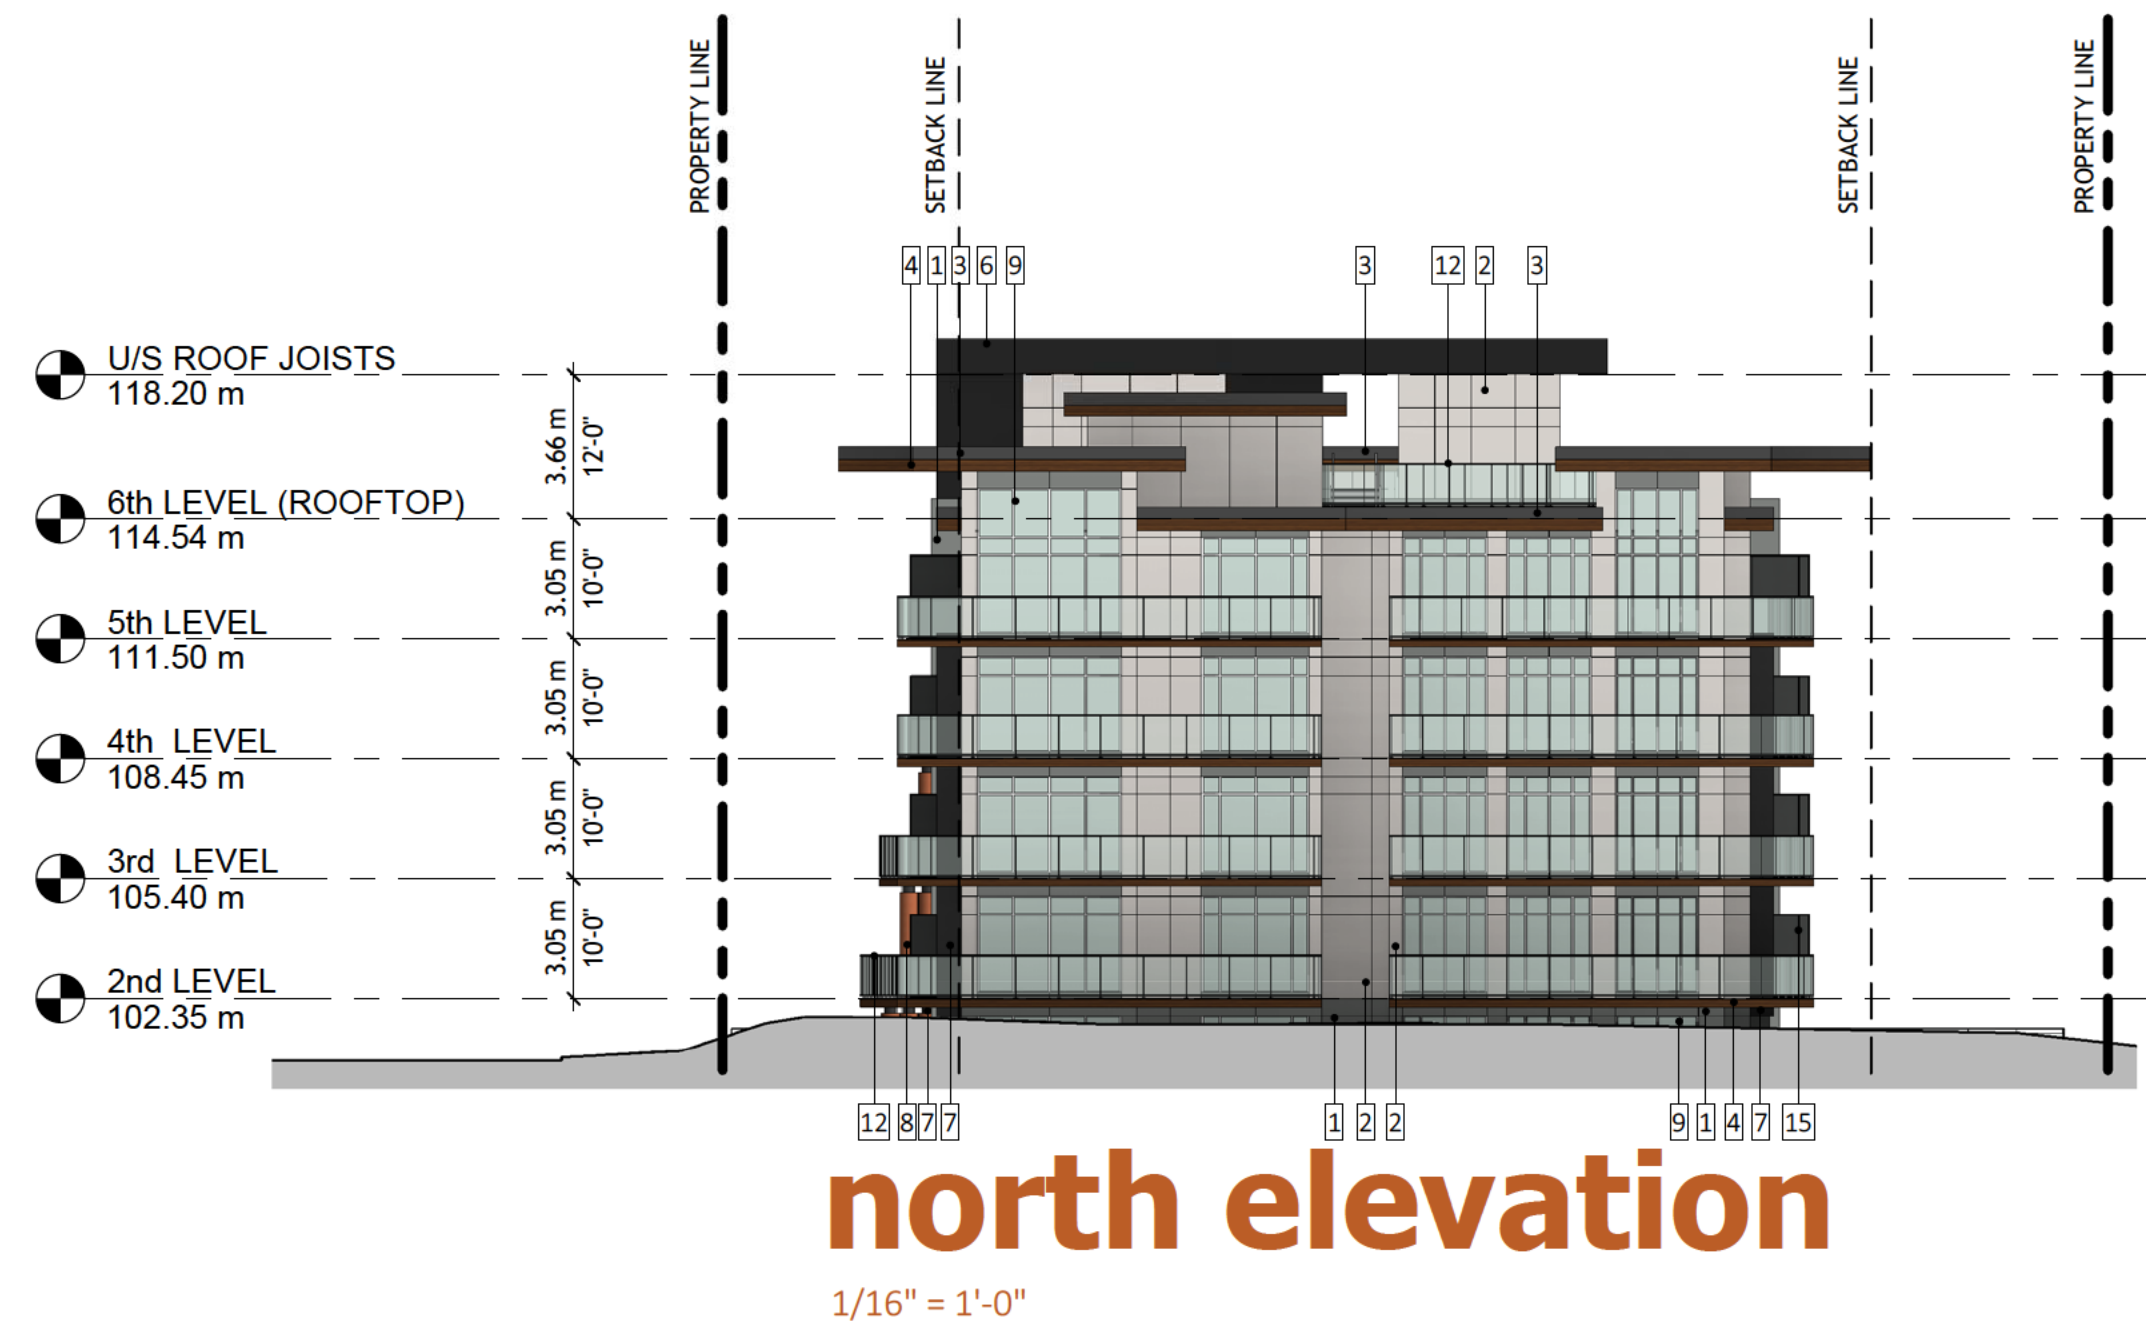 PROPERTY LINE
SETBACK LINE
SETBACK LINE
PROPERTY LINE
4 1 3 6 9 3 12 2 3
U/S ROOF JOISTS
118.20 m
3.66 m
12'-0"
6th LEVEL (ROOFTOP)
114.54 m
3.05 m
10'-0"
5th LEVEL
111.50 m
3.05 m
10'-0"
4th LEVEL
108.45 m
3.05 m
10'-0"
3rd LEVEL
105.40 m
3.05 m
10'-0"
2nd LEVEL
102.35 m
12 8 7 7 1 2 2 9 1 4 7 15
north elevation
1/16" = 1'-0"